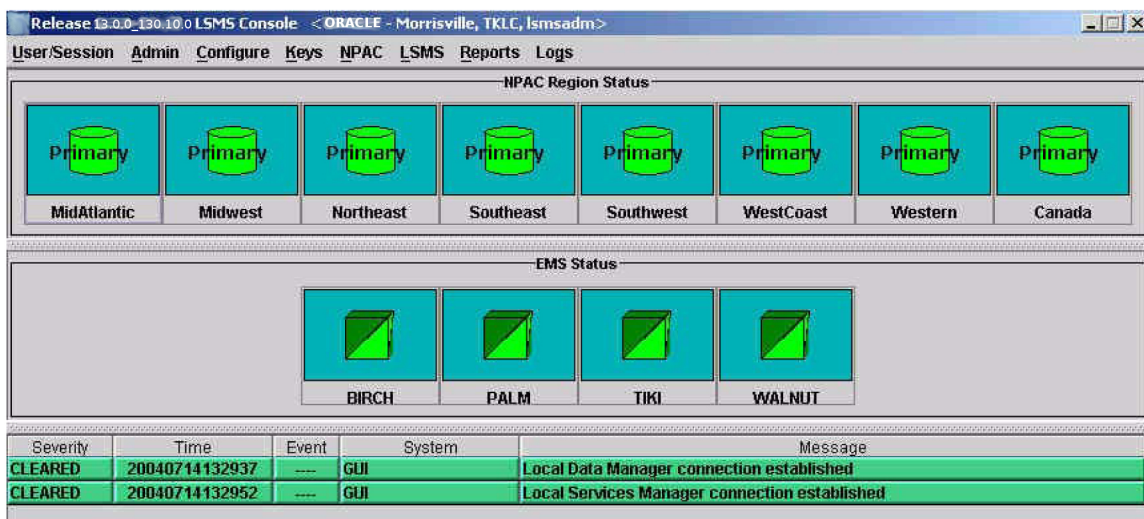 Release 13.0.0_130.10.0 LSMS Console <ORACLE - Morrisville, TKLC, lsmsadm>
User/Session Admin Configure Keys NPAC LSMS Reports Logs
NPAC Region Status
Primary Primary Primary Primary Primary Primary Primary Primary
MidAtlantic Midwest Northeast Southeast Southwest WestCoast Western Canada
EMS Status
BIRCH PALM TIKI WALNUT
Severity Time Event System Message
CLEARED 20040714132937 ---- GUI Local Data Manager connection established
CLEARED 20040714132952 ---- GUI Local Services Manager connection established